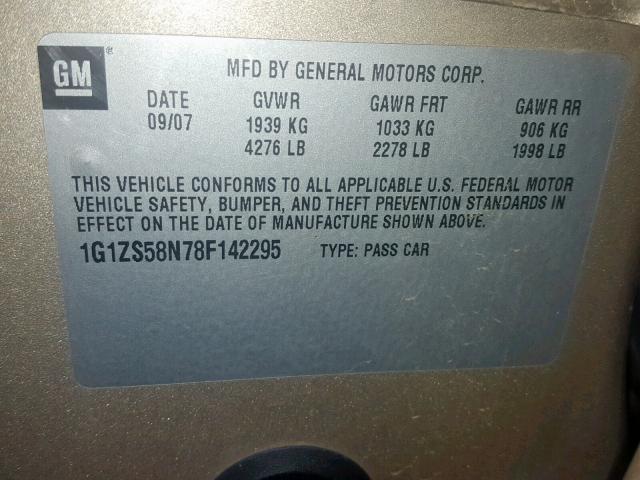 GM ®
MFD BY GENERAL MOTORS CORP.
DATE GVWR GAWR FRT GAWR RR
09/07 1939 KG 1033 KG 906 KG
4276 LB 2278 LB 1998 LB
THIS VEHICLE CONFORMS TO ALL APPLICABLE U.S. FEDERAL MOTOR
VEHICLE SAFETY, BUMPER, AND THEFT PREVENTION STANDARDS IN
EFFECT ON THE DATE OF MANUFACTURE SHOWN ABOVE.
1G1ZS58N78F142295 TYPE: PASS CAR